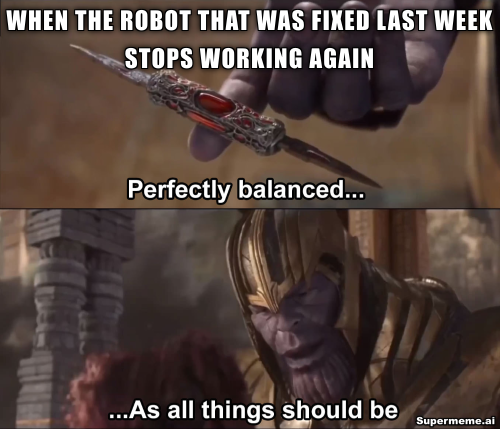 WHEN THE ROBOT THAT WAS FIXED LAST WEEK
STOPS WORKING AGAIN
Perfectly balanced...
...As all things should be
Supermeme.ai